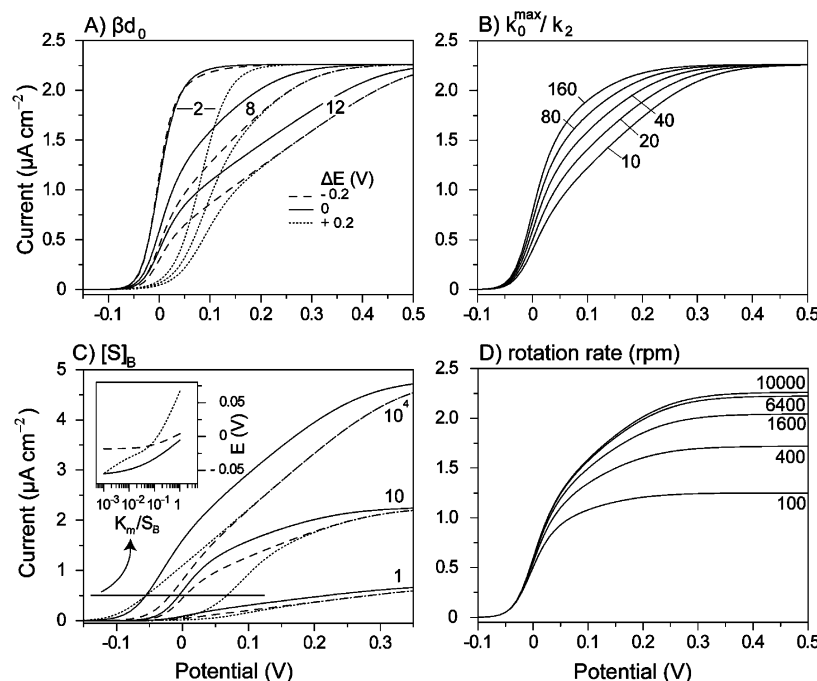 A) βd₀
2.5
2.0
1.5
1.0
0.5
0
Current (μA cm⁻²)
2
8
12
ΔE (V)
- 0.2
0
+ 0.2
-0.1 0 0.1 0.2 0.3 0.4 0.5
B) k₀ᵐᵃˣ/ k₂
2.5
2.0
1.5
1.0
0.5
0
160
80
40
20
10
-0.1 0 0.1 0.2 0.3 0.4 0.5
C) [S]B
5
4
3
2
1
0
Current (μA cm⁻²)
0.05
0
- 0.05
E (V)
10⁻³ 10⁻² 10⁻¹ 1
Kₘ/SB
10⁴
10
1
-0.1 0 0.1 0.2 0.3
Potential (V)
D) rotation rate (rpm)
2.5
2.0
1.5
1.0
0.5
0
10000
6400
1600
400
100
-0.1 0 0.1 0.2 0.3 0.4 0.5
Potential (V)